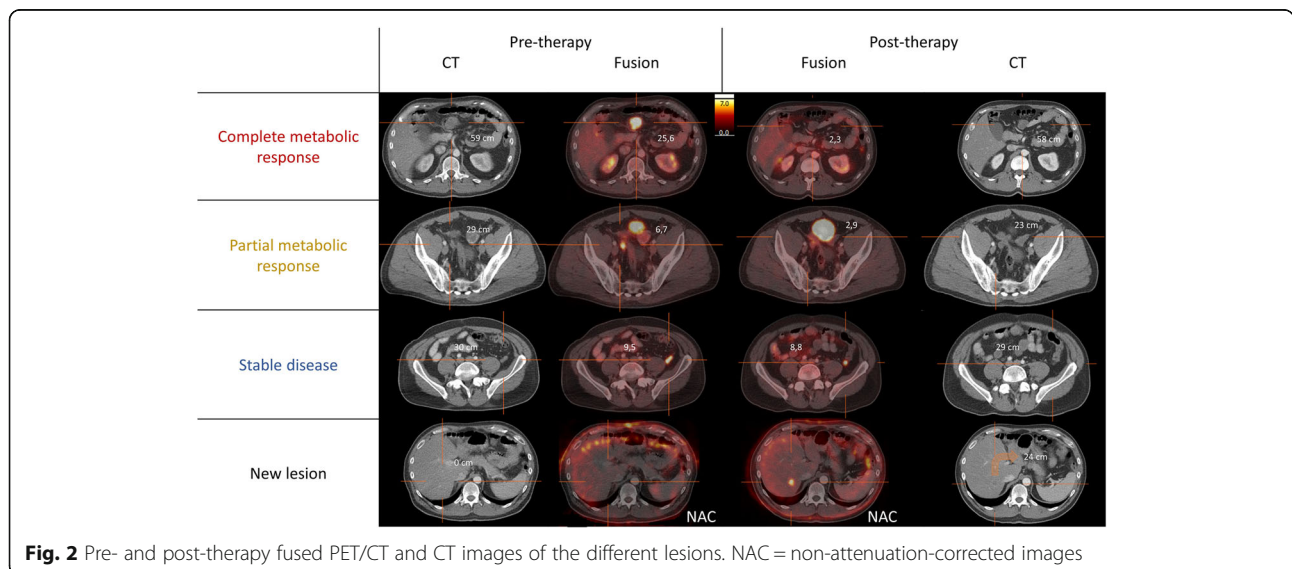 Pre-therapy Post-therapy
CT Fusion Fusion CT
Complete metabolic
response
59 cm 25,6 7.0 0.0 2,3 58 cm
Partial metabolic
response
29 cm 6,7 2,9 23 cm
Stable disease
30 cm 9,5 8,8 29 cm
New lesion
0 cm 24 cm
NAC NAC
Fig. 2 Pre- and post-therapy fused PET/CT and CT images of the different lesions. NAC = non-attenuation-corrected images